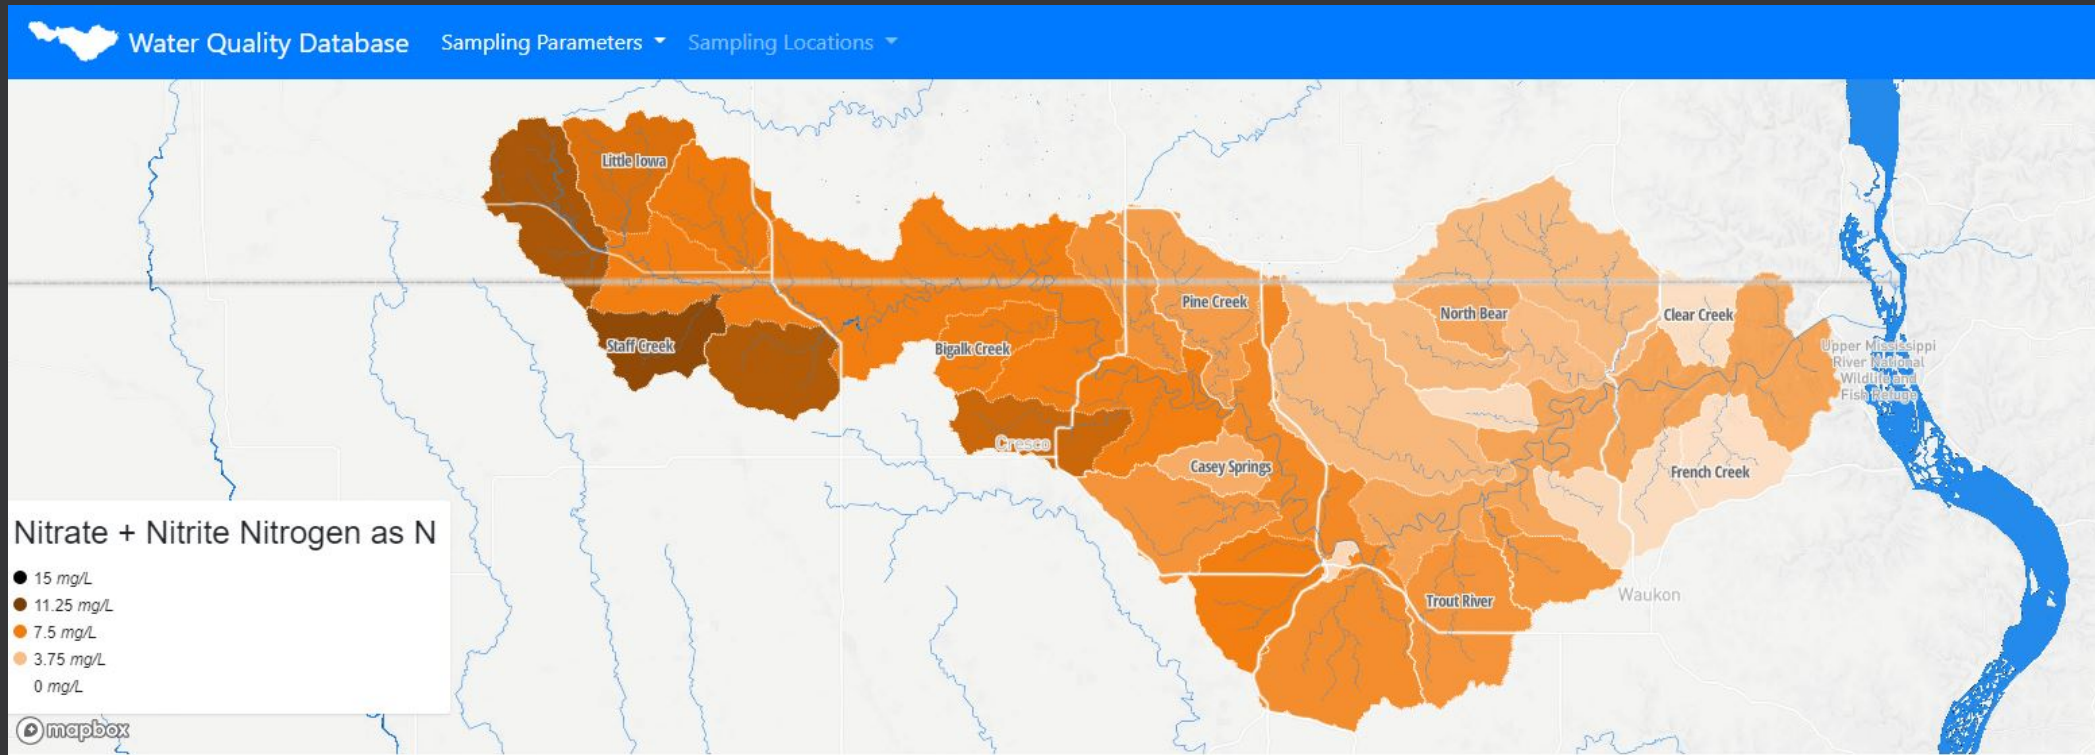 Water Quality Database
Sampling Parameters
Sampling Locations
Little Iowa
Staff Creek
Bigalk Creek
Pine Creek
North Bear
Clear Creek
Upper Mississippi
River National
Wildlife and
Fish Refuge
Cresco
Casey Springs
French Creek
Trout River
Waukon
Nitrate + Nitrite Nitrogen as N
15 mg/L
11.25 mg/L
7.5 mg/L
3.75 mg/L
0 mg/L
mapbox